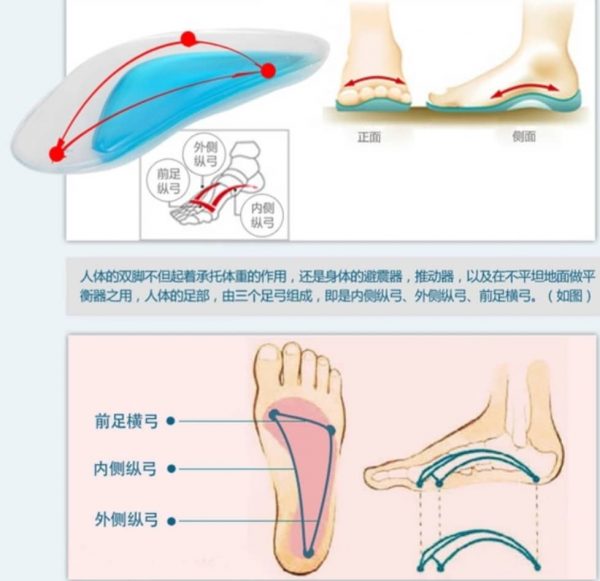 正面
侧面
外侧
纵弓
前足
纵弓
内侧
纵弓
人体的双脚不但起着承托体重的作用，还是身体的避震器，推动器，以及在不平坦地面做平
衡器之用，人体的足部，由三个足弓组成，即是内侧纵弓、外侧纵弓、前足横弓。（如图）
前足横弓
内侧纵弓
外侧纵弓